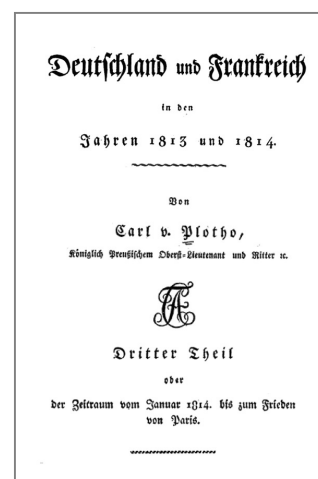 Deutschland und Frankreich
in den
Jahren 1813 und 1814.
Von
Carl v. Plotho,
Königlich Preußischem Oberst-Lieutenant und Ritter ꝛc.
Dritter Theil
oder
der Zeitraum vom Januar 1814. bis zum Frieden
von Paris.